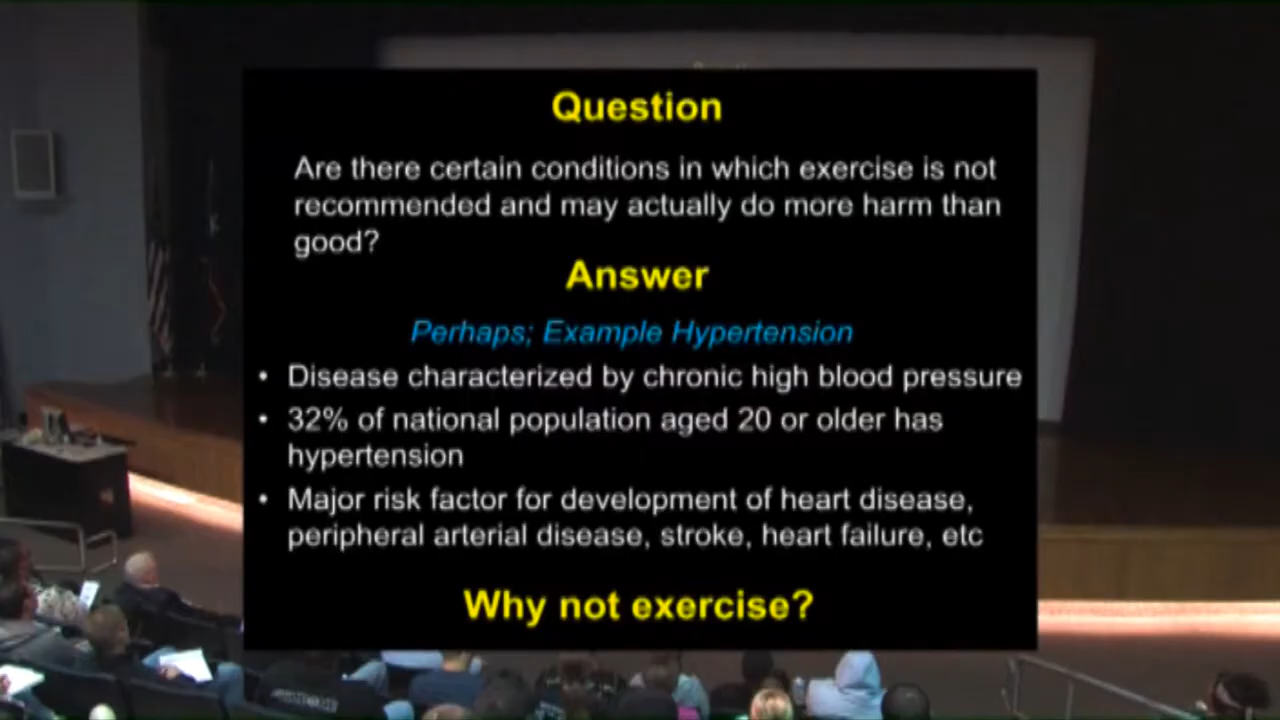 Question
Are there certain conditions in which exercise is not
recommended and may actually do more harm than
good?
Answer
Perhaps; Example Hypertension
• Disease characterized by chronic high blood pressure
• 32% of national population aged 20 or older has
hypertension
• Major risk factor for development of heart disease,
peripheral arterial disease, stroke, heart failure, etc
Why not exercise?